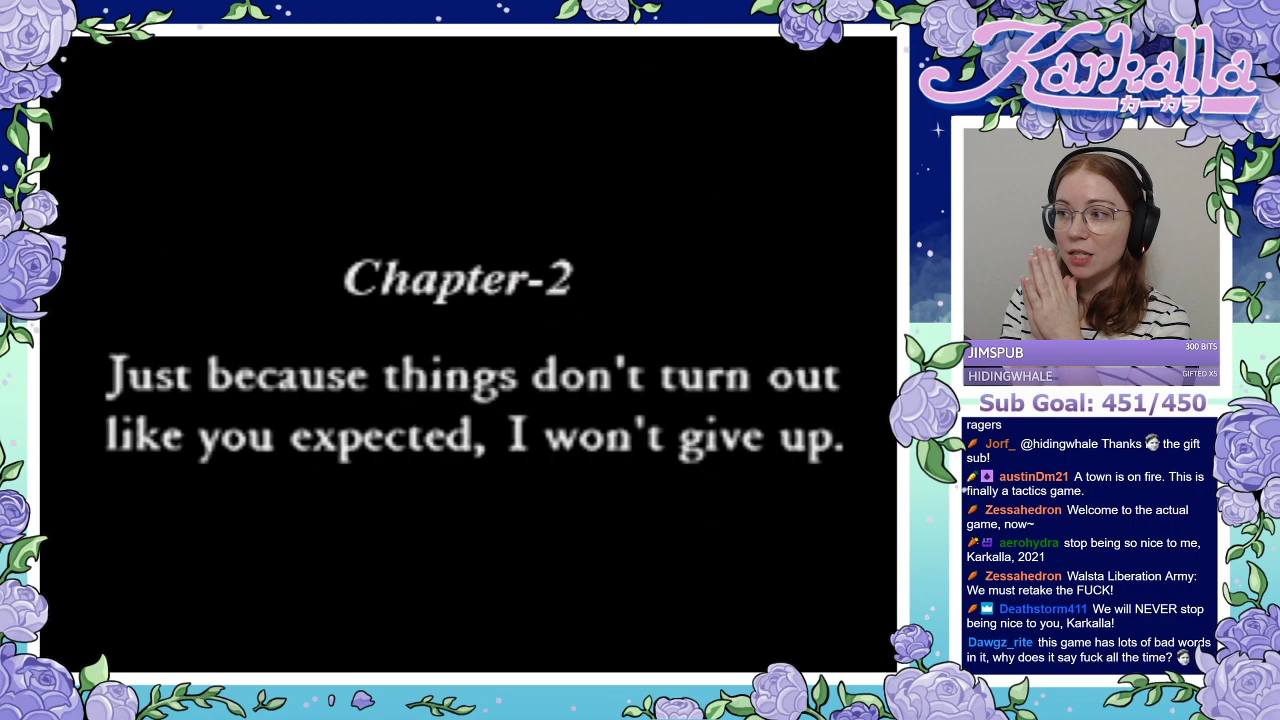 Karkalla
カーカラ
Chapter-2
Just because things don't turn out
like you expected, I won't give up.
JIMSPUB 300 BITS
HIDINGWHALE GIFTED X5
Sub Goal: 451/450
ragers
Jorf_ @hidingwhale Thanks the gift
sub!
austinDm21 A town is on fire. This is
finally a tactics game.
Zessahedron Welcome to the actual
game, now~
aerohydra stop being so nice to me,
Karkalla, 2021
Zessahedron Walsta Liberation Army:
We must retake the FUCK!
Deathstorm411 We will NEVER stop
being nice to you, Karkalla!
Dawgz_rite this game has lots of bad words
in it, why does it say fuck all the time?